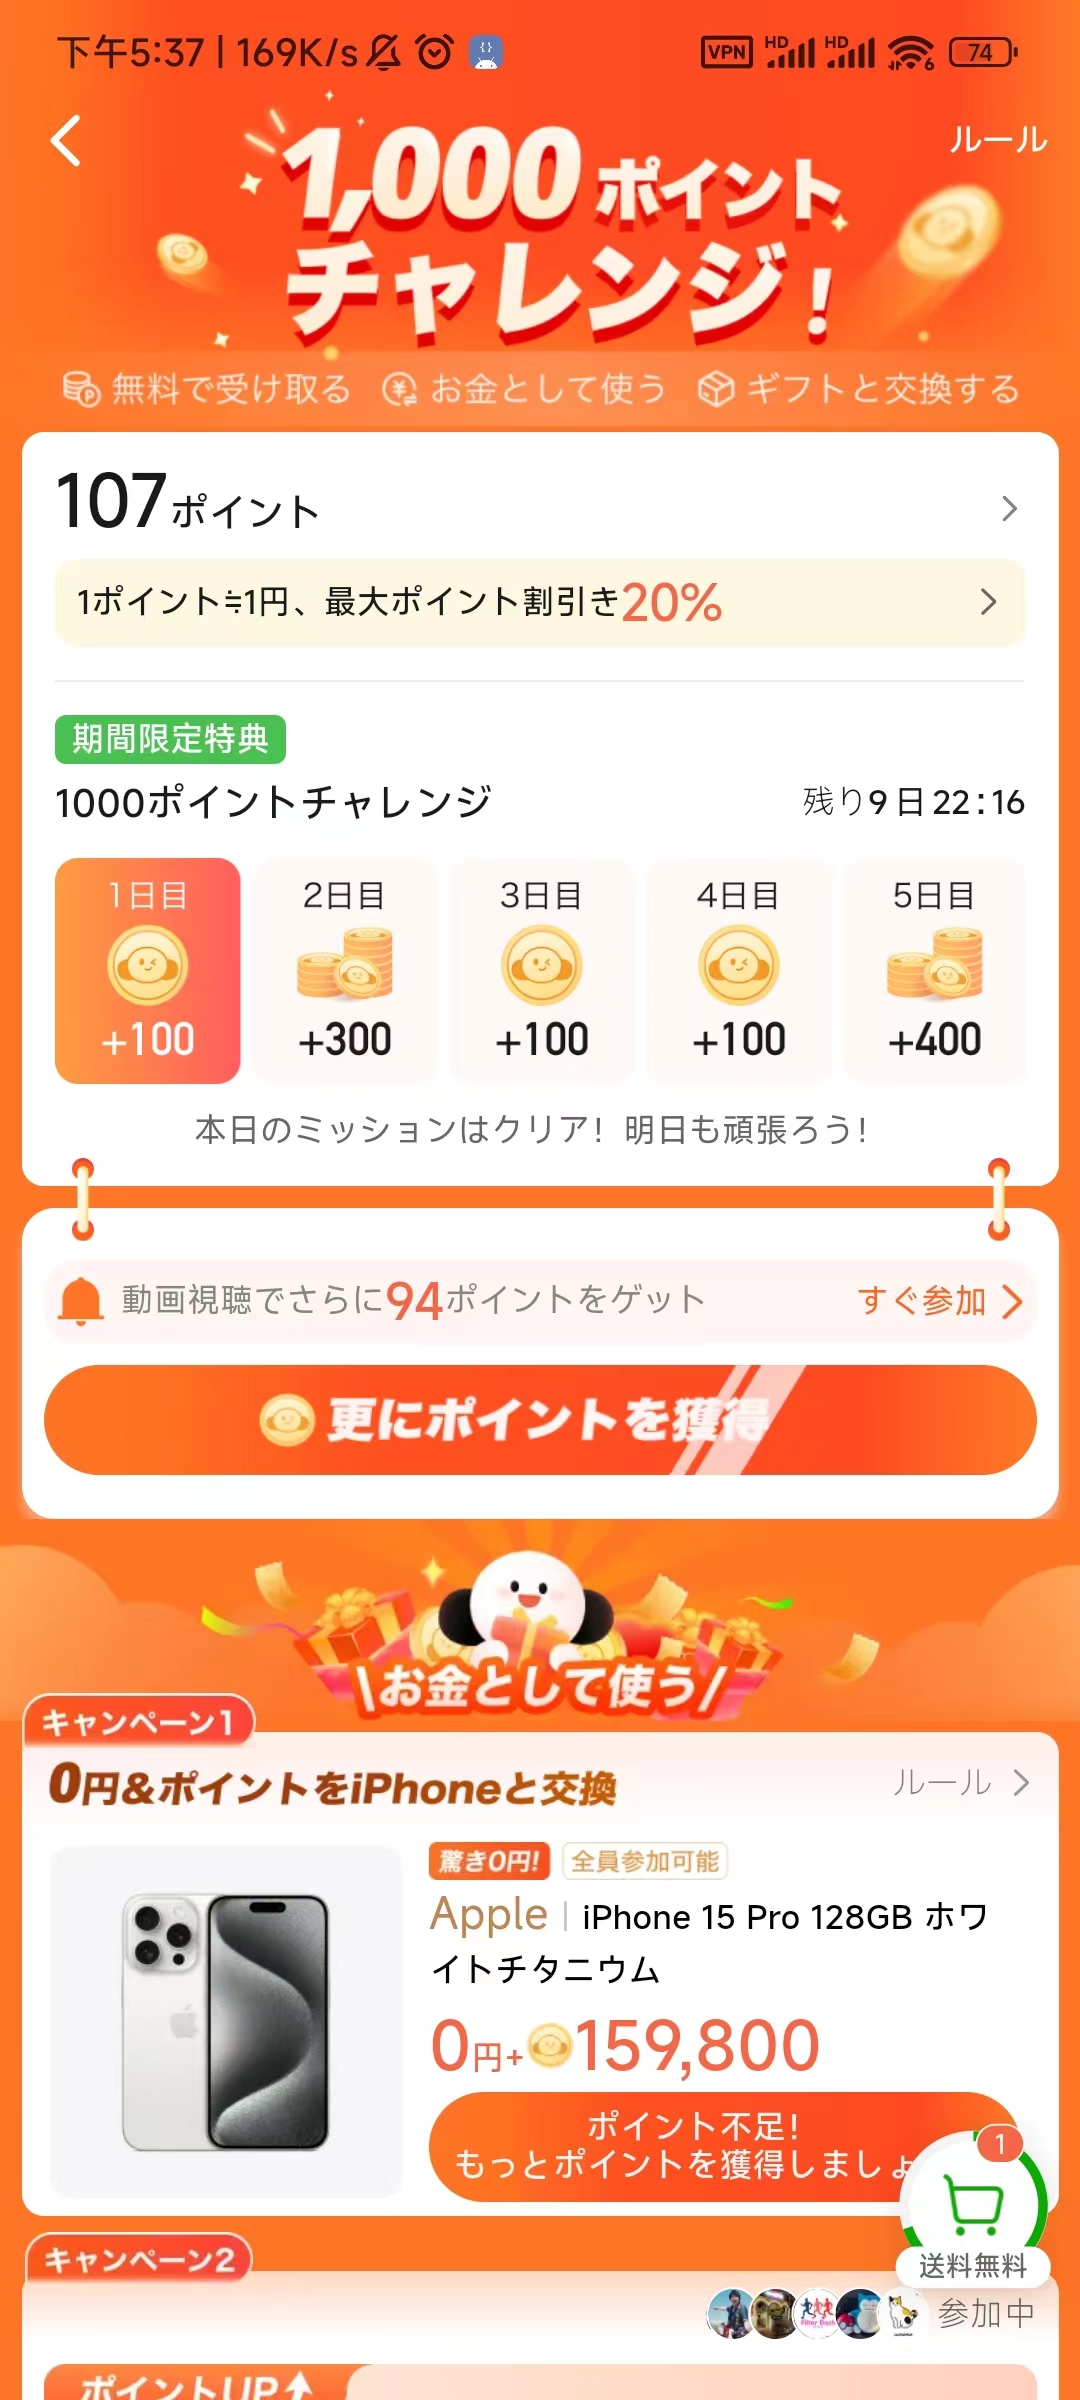 下午5:37 | 169K/s
VPN HD HD 6 74
1,000 ポイント
チャレンジ!
ルール
無料で受け取る お金として使う ギフトと交換する
107ポイント
1ポイント≒1円、最大ポイント割引き20%
期間限定特典
1000ポイントチャレンジ 残り9日22:16
1日目 2日目 3日目 4日目 5日目
+100 +300 +100 +100 +400
本日のミッションはクリア! 明日も頑張ろう!
動画視聴でさらに94ポイントをゲット すぐ参加
更にポイントを獲得
\お金として使う/
キャンペーン1
0円&ポイントをiPhoneと交換 ルール
驚き0円! 全員参加可能
Apple | iPhone 15 Pro 128GB ホワ
イトチタニウム
0円+159,800
ポイント不足!
もっとポイントを獲得しましょ
1
送料無料
キャンペーン2
参加中
ポイントUP